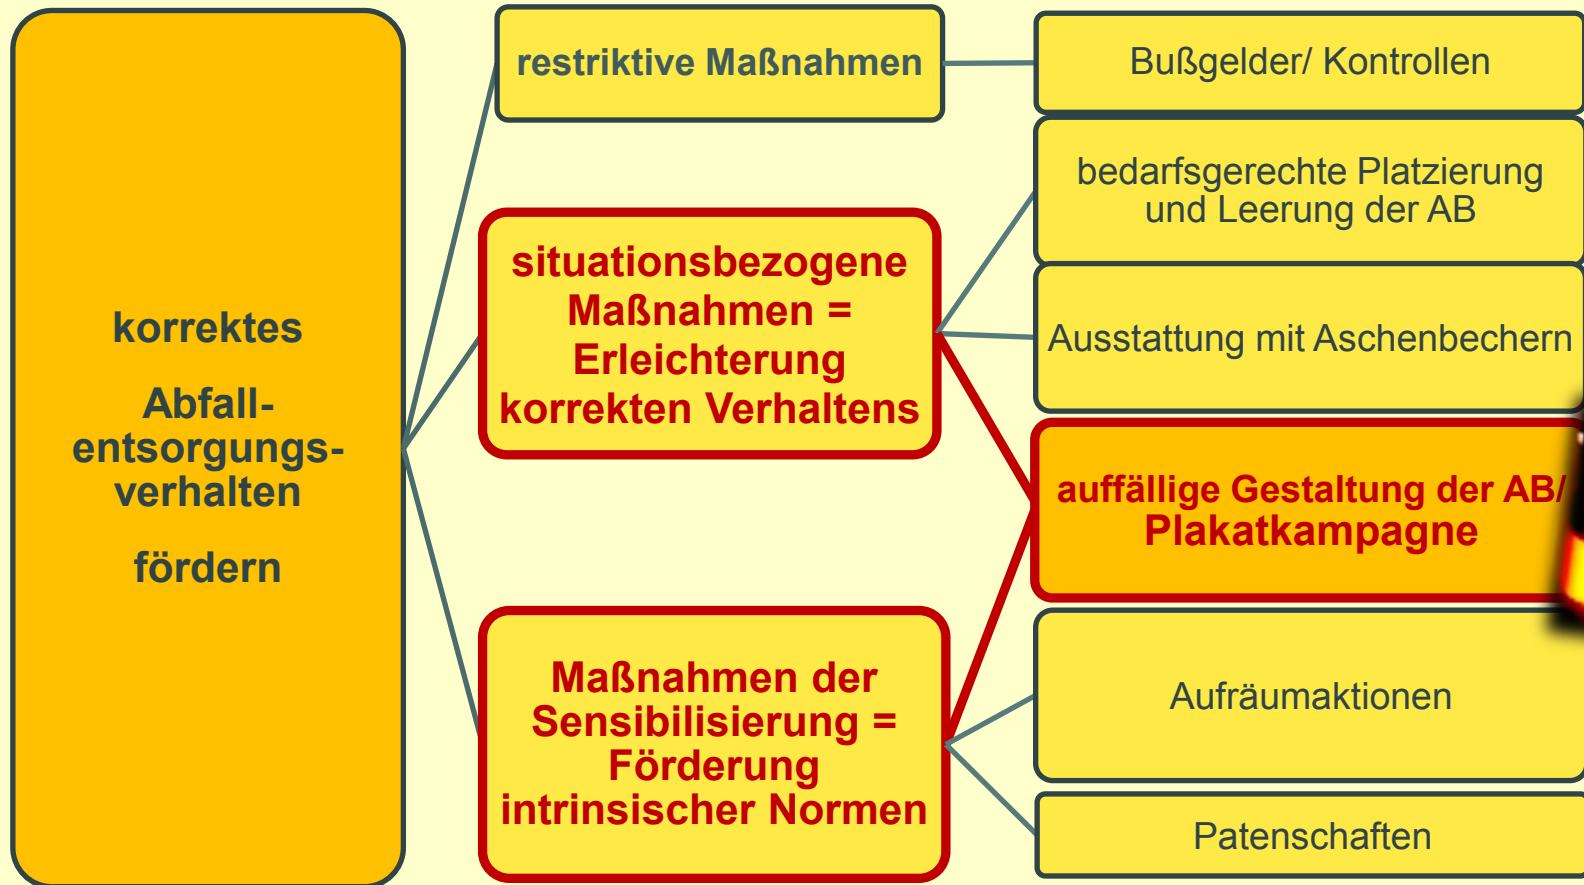 korrektes
Abfall-
entsorgungs-
verhalten
fördern
restriktive Maßnahmen
situationsbezogene
Maßnahmen =
Erleichterung
korrekten Verhaltens
Maßnahmen der
Sensibilisierung =
Förderung
intrinsischer Normen
Bußgelder/ Kontrollen
bedarfsgerechte Platzierung
und Leerung der AB
Ausstattung mit Aschenbechern
auffällige Gestaltung der AB/
Plakatkampagne
Aufräumaktionen
Patenschaften